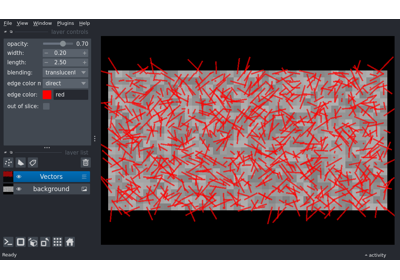 File View Window Plugins Help
layer controls
opacity: 0.70
width: 0.20
length: 2.50
blending: translucent
edge color m direct
edge color: red
out of slice:
layer list
Vectors
background
Ready
activity